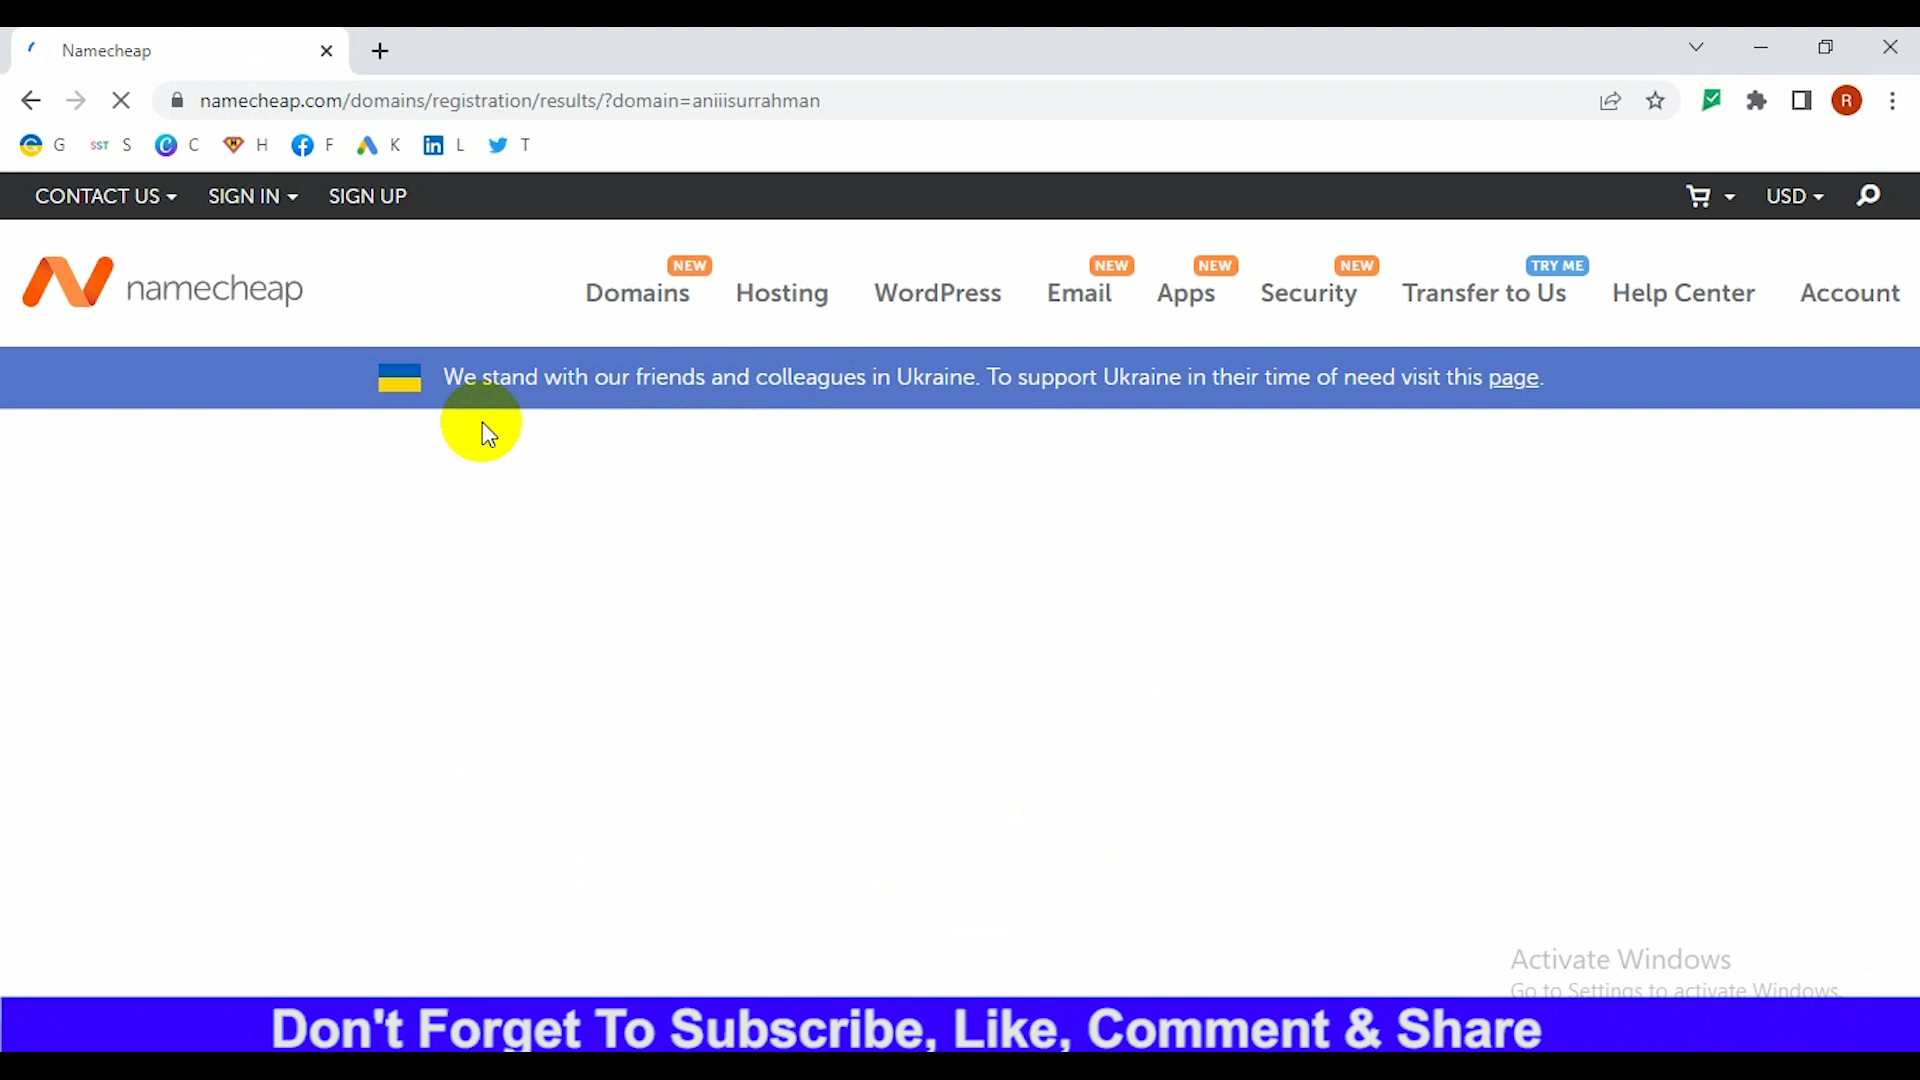 Namecheap
namecheap.com/domains/registration/results/?domain=aniiisurrahman
R
G SST S C H F K in L T
CONTACT US SIGN IN SIGN UP USD
NEW NEW NEW NEW TRY ME
namecheap Domains Hosting WordPress Email Apps Security Transfer to Us Help Center Account
We stand with our friends and colleagues in Ukraine. To support Ukraine in their time of need visit this page.
Activate Windows
Go to Settings to activate Windows.
Don't Forget To Subscribe, Like, Comment & Share